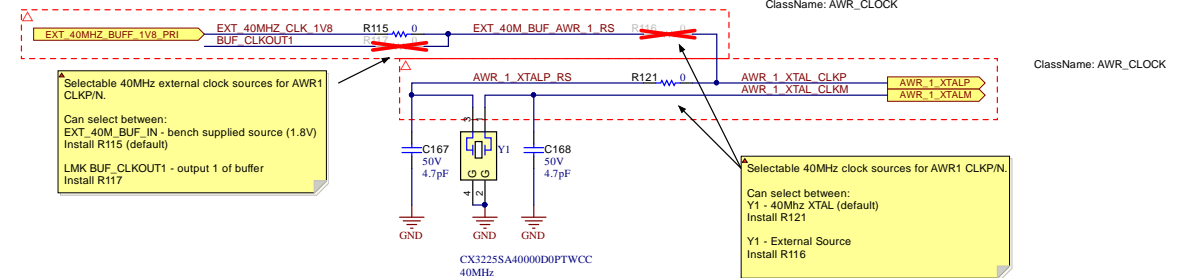 ClassName: AWR_CLOCK
EXT_40MHZ_BUFF_1V8_PRI
EXT_40MHZ_CLK_1V8
R115
0
EXT_40M_BUF_AWR_1_RS
R116
BUF_CLKOUT1
R117
ClassName: AWR_CLOCK
AWR_1_XTALP_RS
R121
0
AWR_1_XTAL_CLKP
AWR_1_XTALP
AWR_1_XTAL_CLKM
AWR_1_XTALM
Selectable 40MHz external clock sources for AWR1
CLKP/N.
Can select between:
EXT_40M_BUF_IN - bench supplied source (1.8V)
Install R115 (default)
LMK BUF_CLKOUT1 - output 1 of buffer
Install R117
3
1
C167
50V
4.7pF
Y1
G G
4
2
C168
50V
4.7pF
GND
GND
GND
CX3225SA40000D0PTWCC
40MHz
Selectable 40MHz clock sources for AWR1 CLKP/N.
Can select between:
Y1 - 40Mhz XTAL (default)
Install R121
Y1 - External Source
Install R116